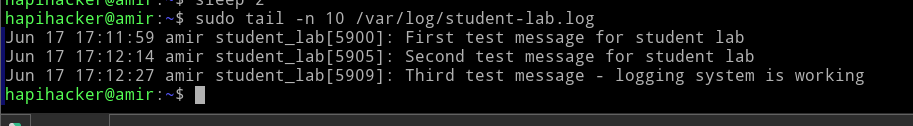 hapihacker@amir:~$ sleep 2
hapihacker@amir:~$ sudo tail -n 10 /var/log/student-lab.log
Jun 17 17:11:59 amir student_lab[5900]: First test message for student lab
Jun 17 17:12:14 amir student_lab[5905]: Second test message for student lab
Jun 17 17:12:27 amir student_lab[5909]: Third test message - logging system is working
hapihacker@amir:~$